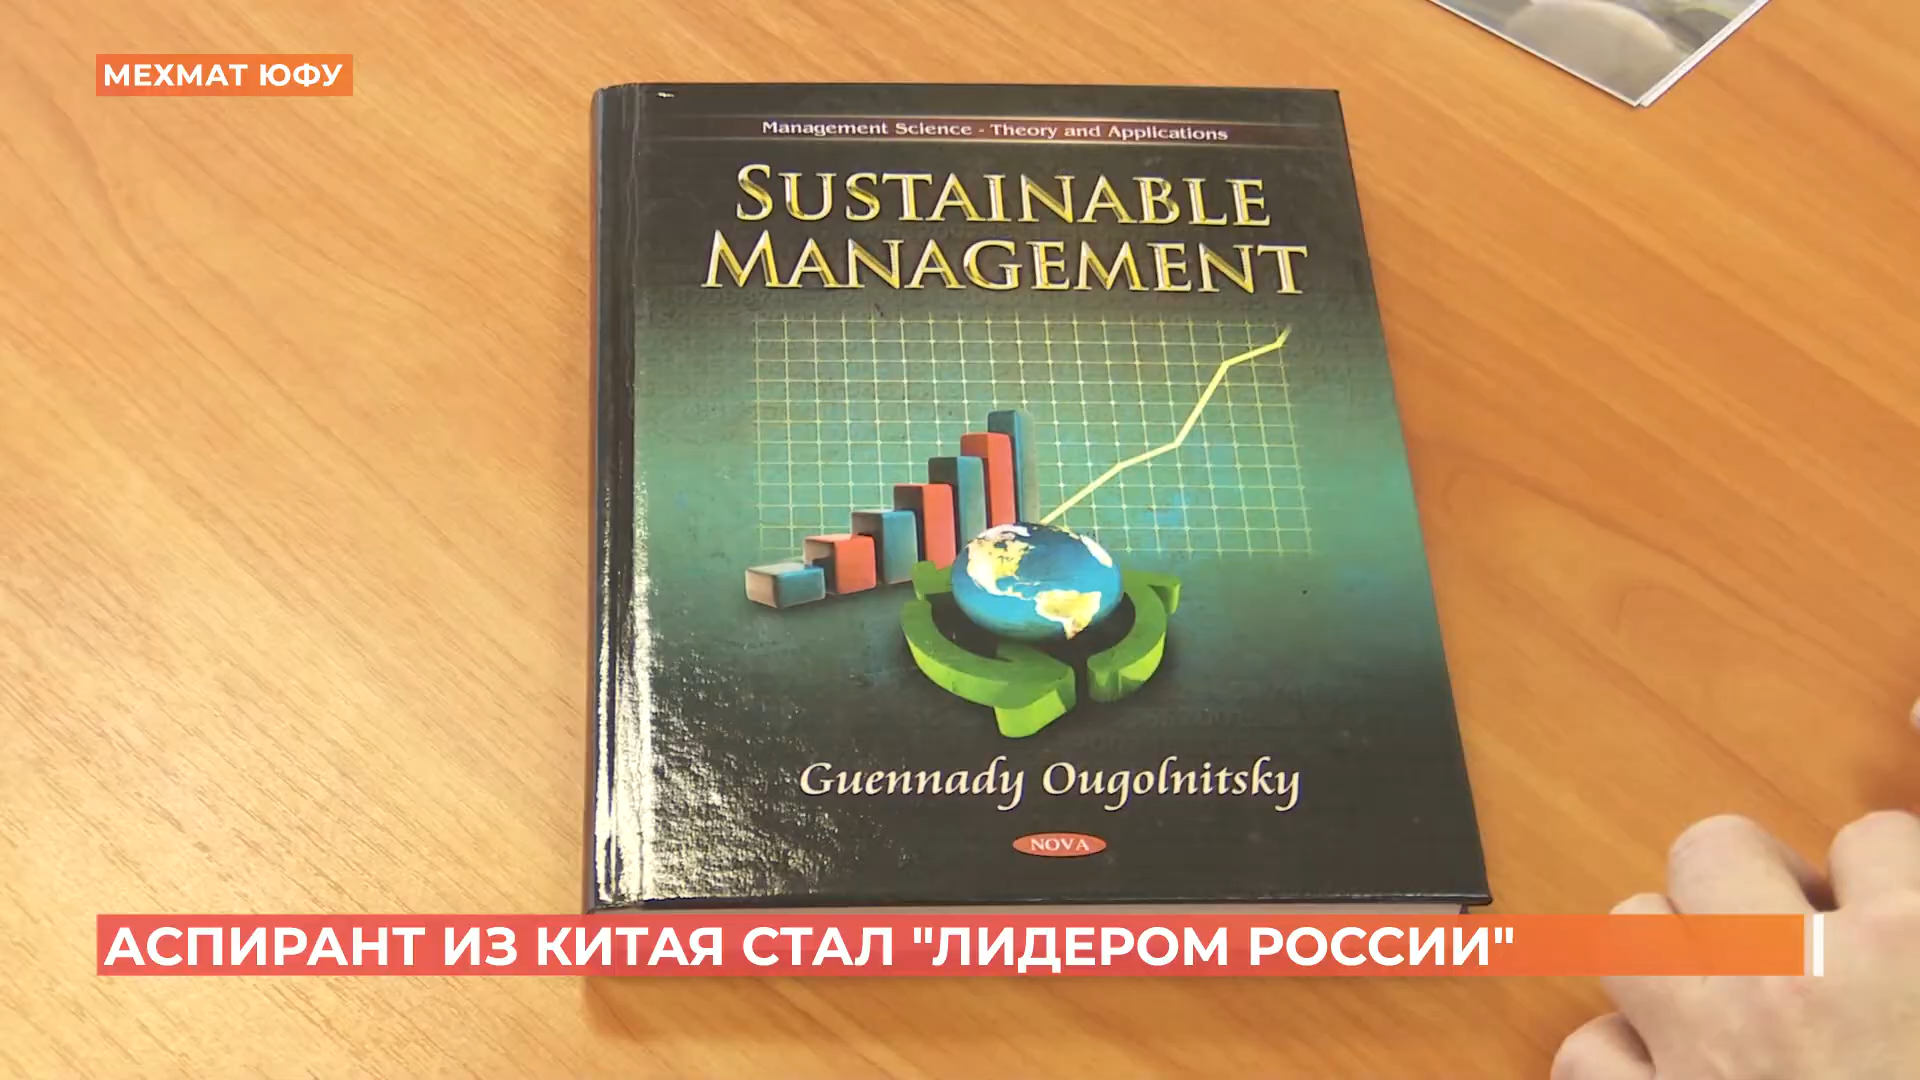 МЕХМАТ ЮФУ
Management Science - Theory and Applications
SUSTAINABLE
MANAGEMENT
Guennady Ougolnitsky
NOVA
АСПИРАНТ ИЗ КИТАЯ СТАЛ "ЛИДЕРОМ РОССИИ"